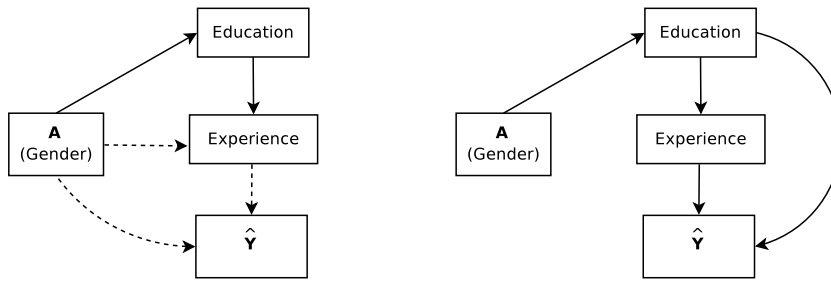 Education
A
(Gender)
Experience
Ŷ
Education
A
(Gender)
Experience
Ŷ